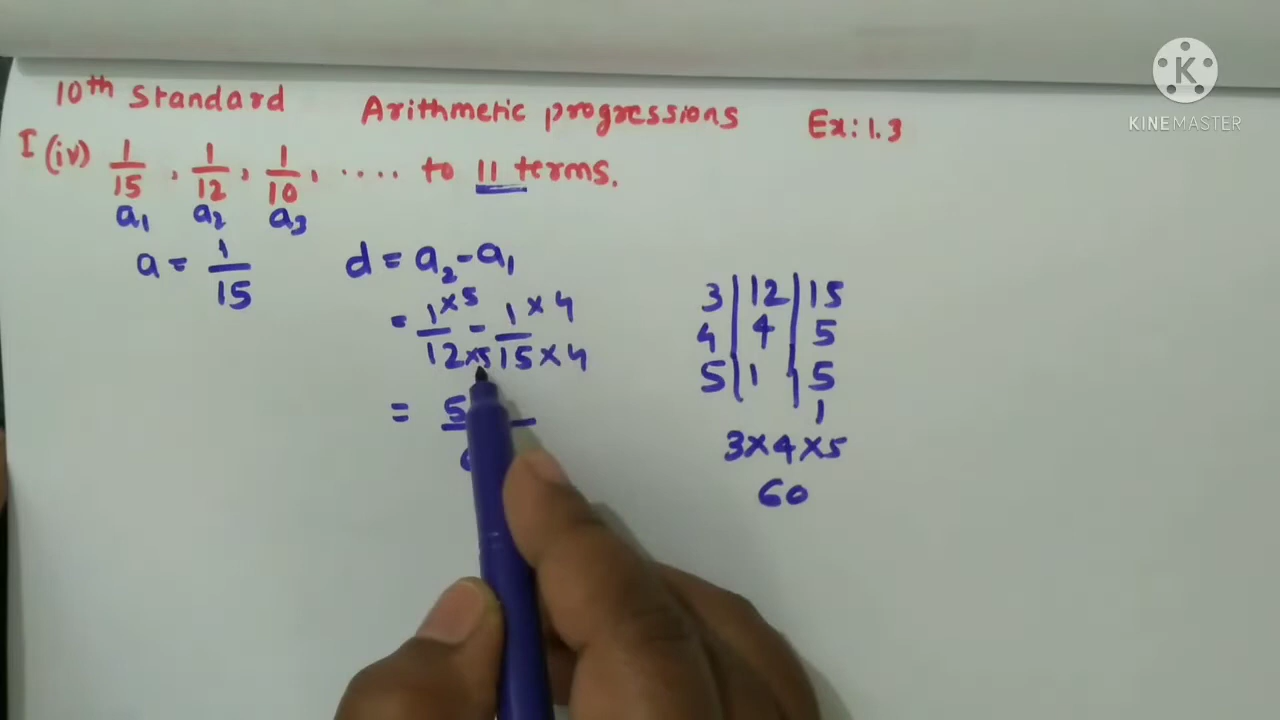 10th Standard Arithmetic progressions Ex: 1.3
I (iv) 1/15, 1/12, 1/10, .... to 11 terms.
a1 a2 a3
a = 1/15
d = a2 - a1
= 1×5/12×5 - 1×4/15×4
= 5
3 | 12 | 15
4 | 4 | 5
5 | 1 | 5
1
3×4×5
60
K
KINEMASTER